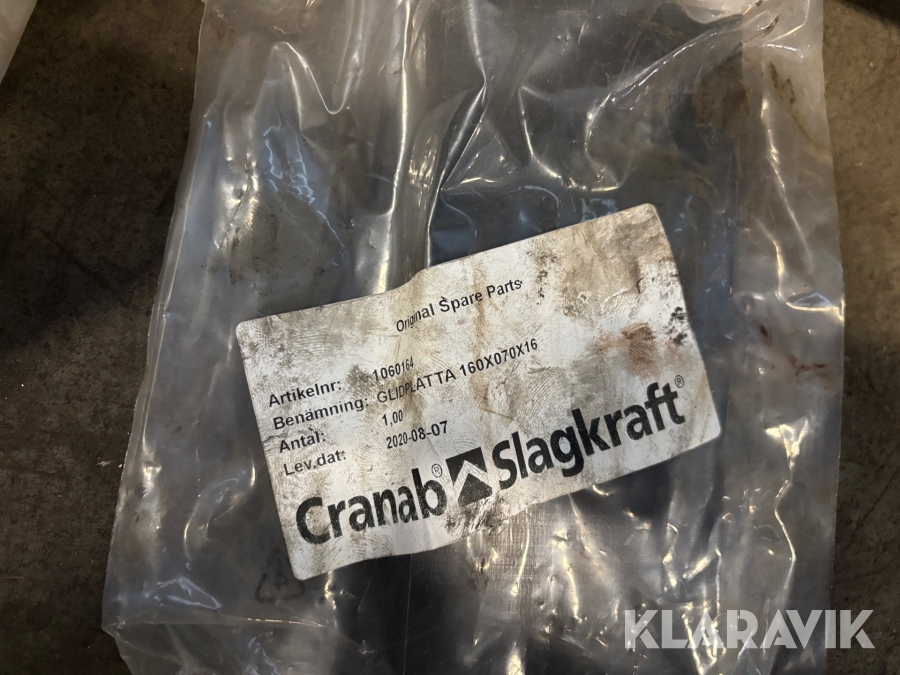 Original Spare Parts
Artikelnr: 1060164
Benämning: GLIDPLATTA 160X070X16
Antal: 1,00
Lev.dat: 2020-08-07
Cranab® Slagkraft®
KLARAVIK